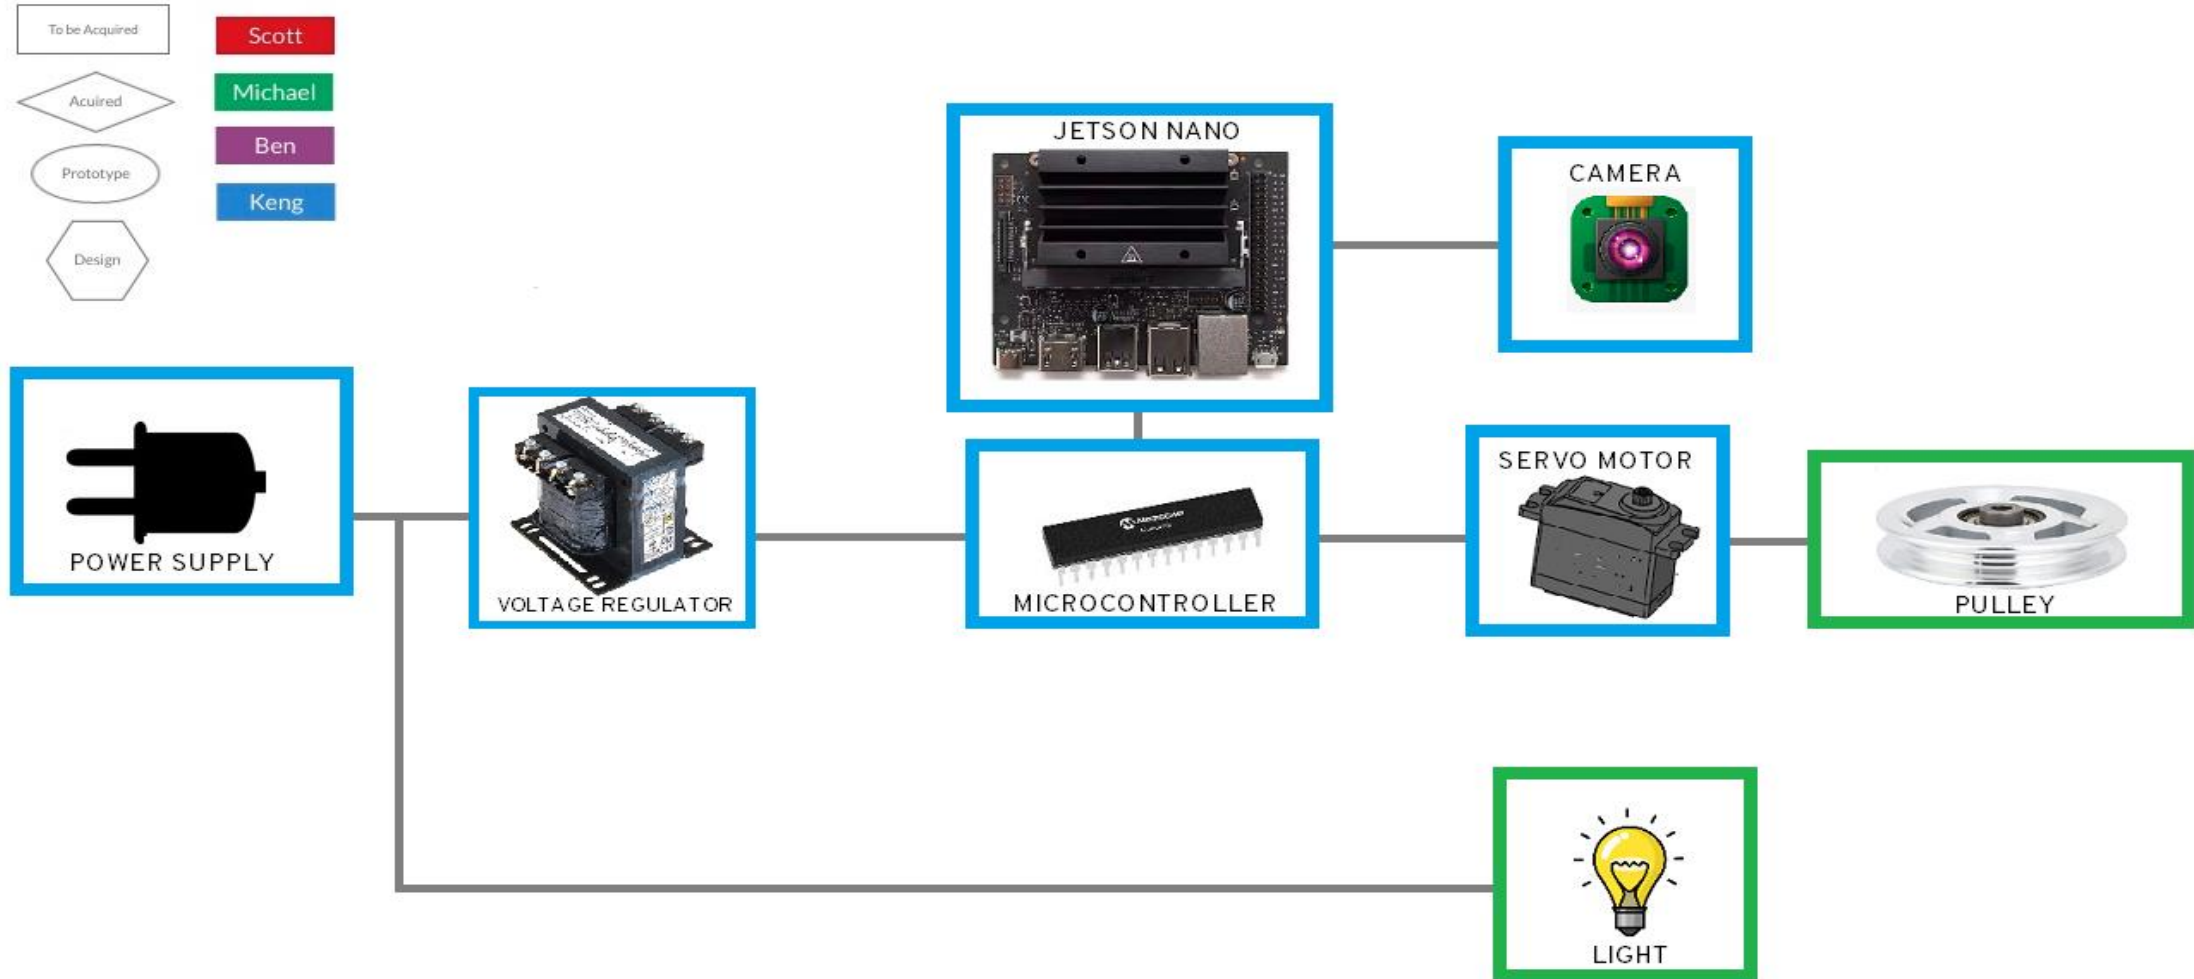 To be Acquired
Scott
Acuired
Michael
Prototype
Ben
Design
Keng
JETSON NANO
CAMERA
POWER SUPPLY
VOLTAGE REGULATOR
MICROCONTROLLER
SERVO MOTOR
PULLEY
LIGHT